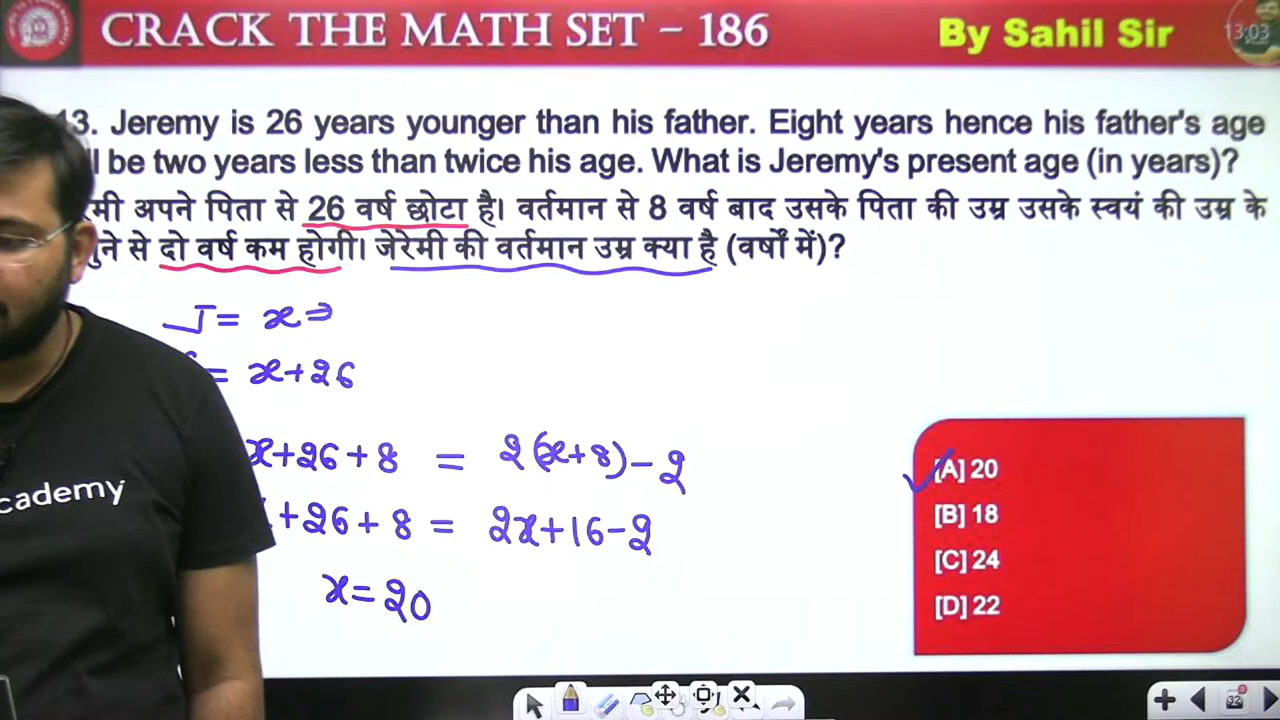 CRACK THE MATH SET - 186
By Sahil Sir
13:03
13. Jeremy is 26 years younger than his father. Eight years hence his father's age
be two years less than twice his age. What is Jeremy's present age (in years)?
अपने पिता से 26 वर्ष छोटा है। वर्तमान से 8 वर्ष बाद उसके पिता की उम्र उसके स्वयं की उम्र के
से दो वर्ष कम होगी। जेरेमी की वर्तमान उम्र क्या है (वर्षों में)?
J = x ⇒
= x+26
x+26+8 = 2(x+8)-2
+26+8 = 2x+16-2
x=20
[A] 20
[B] 18
[C] 24
[D] 22
cademy
92